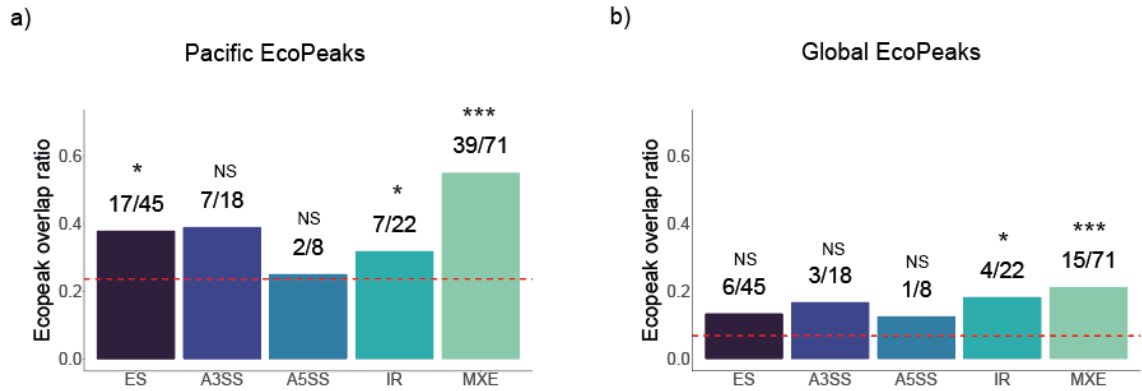 a)
Pacific EcoPeaks
Ecopeak overlap ratio
0.6
0.4
0.2
0.0
*
17/45
NS
7/18
NS
2/8
*
7/22
***
39/71
ES A3SS A5SS IR MXE
b)
Global EcoPeaks
Ecopeak overlap ratio
0.6
0.4
0.2
0.0
NS
6/45
NS
3/18
NS
1/8
*
4/22
***
15/71
ES A3SS A5SS IR MXE